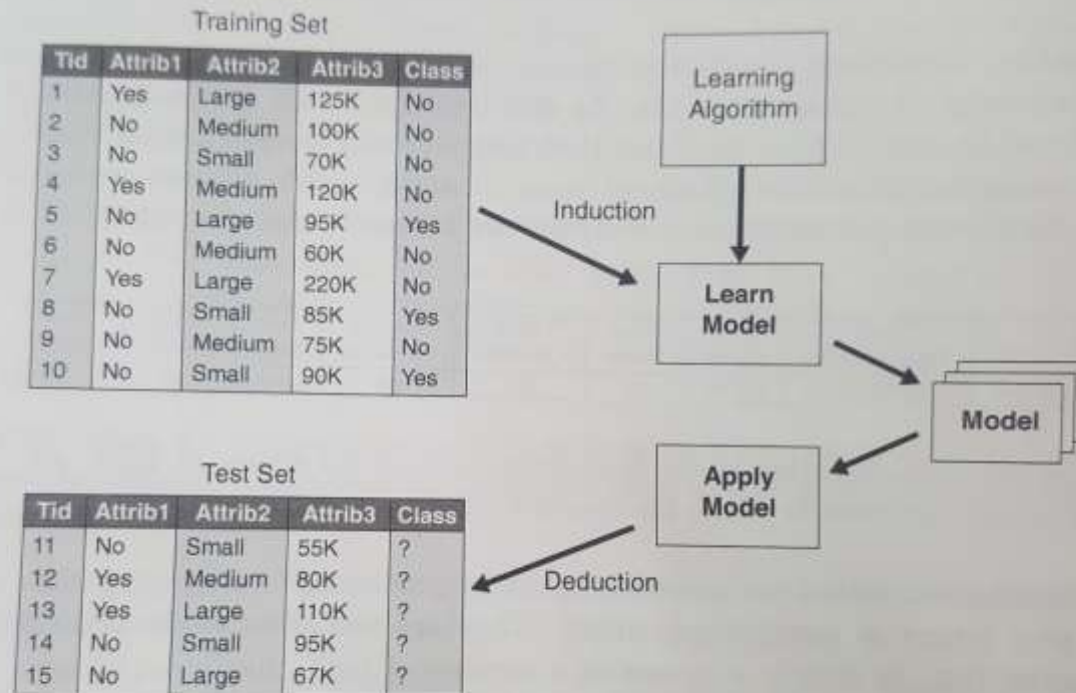 Training Set
Tid Attrib1 Attrib2 Attrib3 Class
1 Yes Large 125K No
2 No Medium 100K No
3 No Small 70K No
4 Yes Medium 120K No
5 No Large 95K Yes
6 No Medium 60K No
7 Yes Large 220K No
8 No Small 85K Yes
9 No Medium 75K No
10 No Small 90K Yes
Learning
Algorithm
Induction
Learn
Model
Model
Apply
Model
Deduction
Test Set
Tid Attrib1 Attrib2 Attrib3 Class
11 No Small 55K ?
12 Yes Medium 80K ?
13 Yes Large 110K ?
14 No Small 95K ?
15 No Large 67K ?